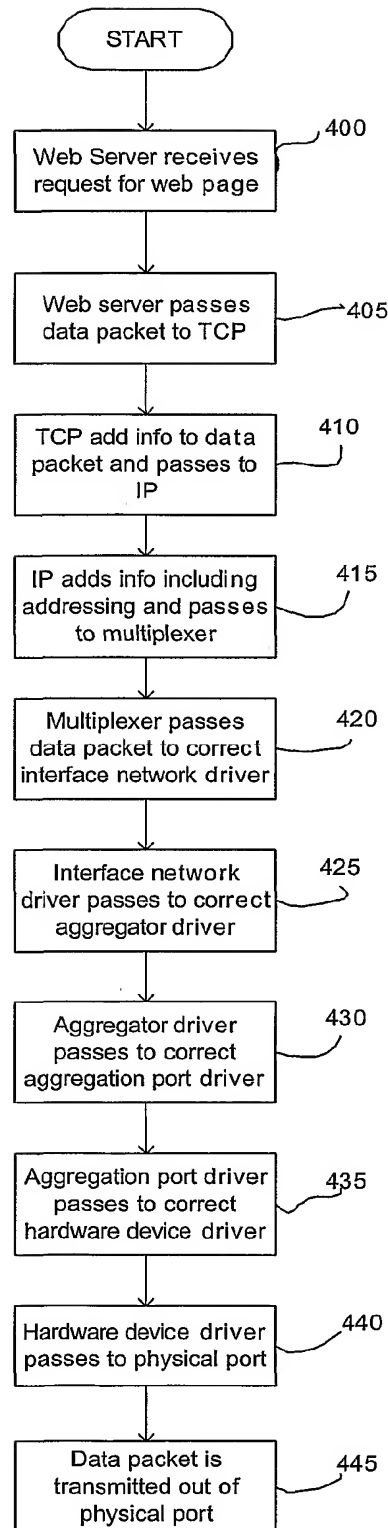 START
400
Web Server receives
request for web page
Web server passes
data packet to TCP
405
410
TCP add info to data
packet and passes to
IP
415
IP adds info including
addressing and passes
to multiplexer
420
Multiplexer passes
data packet to correct
interface network driver
425
Interface network
driver passes to correct
aggregator driver
430
Aggregator driver
passes to correct
aggregation port driver
435
Aggregation port driver
passes to correct
hardware device driver
440
Hardware device driver
passes to physical port
445
Data packet is
transmitted out of
physical port